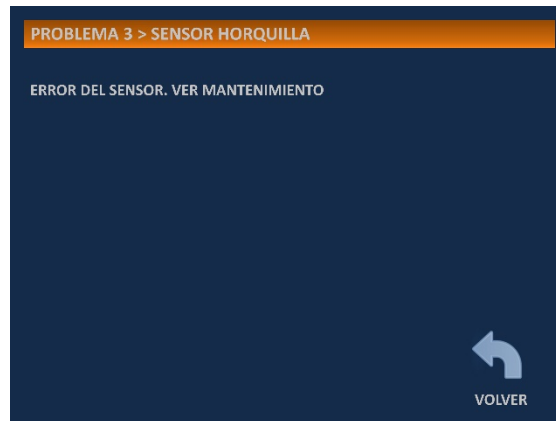 PROBLEMA 3 > SENSOR HORQUILLA
ERROR DEL SENSOR. VER MANTENIMIENTO
VOLVER